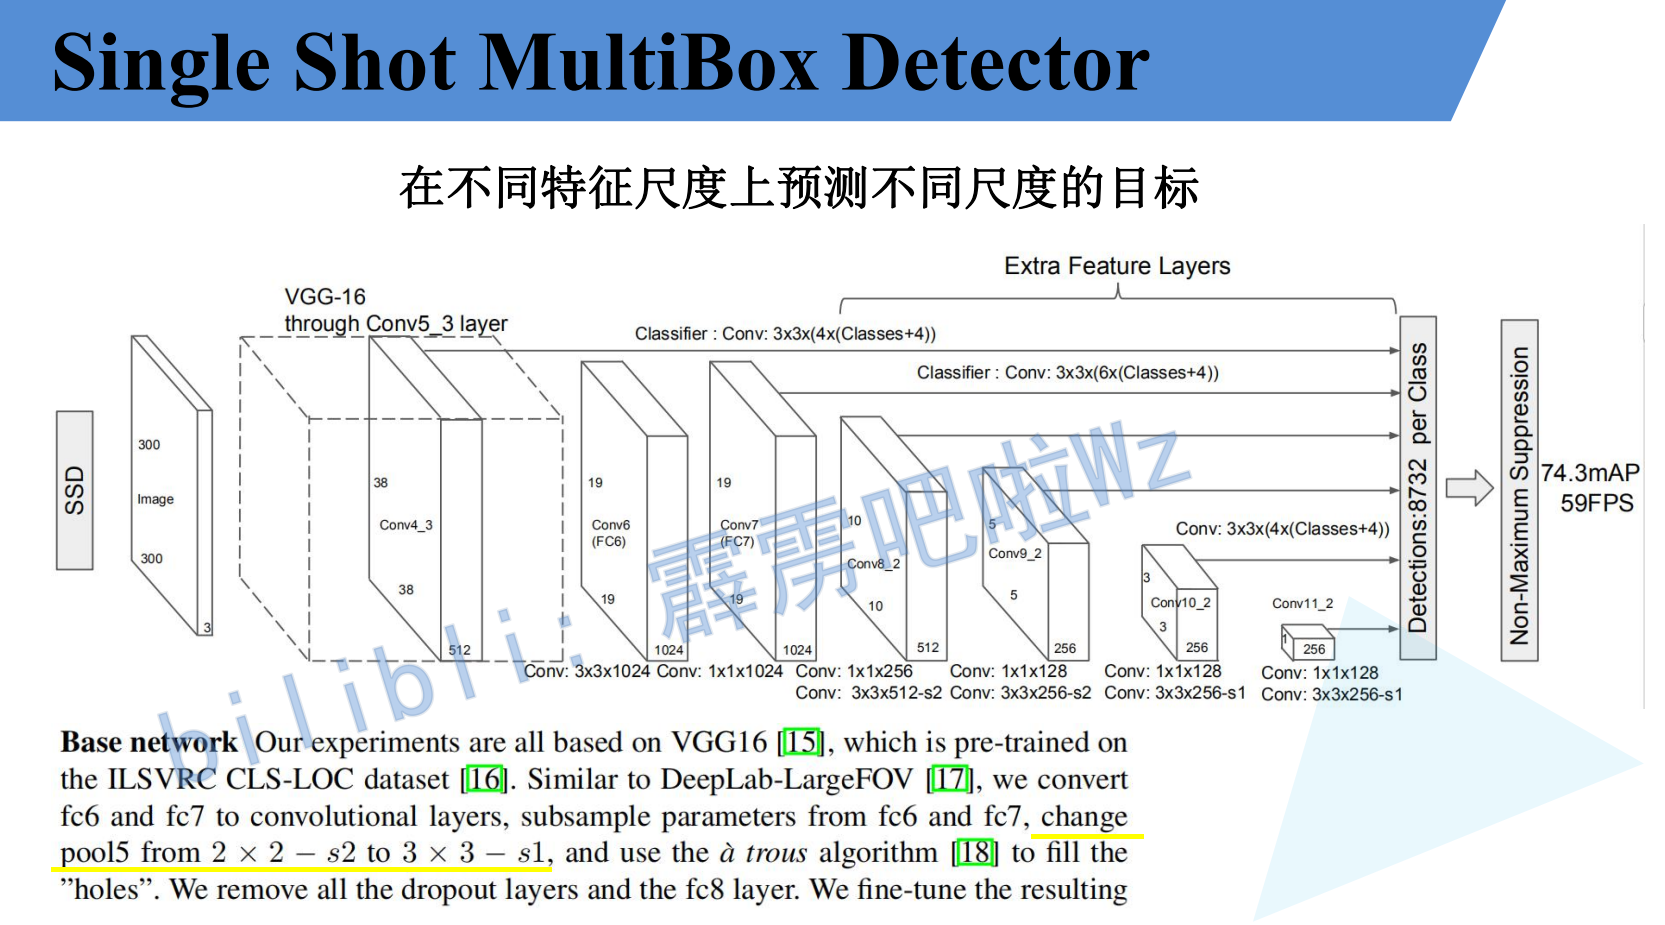 Single Shot MultiBox Detector
在不同特征尺度上预测不同尺度的目标
Extra Feature Layers
VGG-16
through Conv5_3 layer
Classifier : Conv: 3x3x(4x(Classes+4))
Classifier : Conv: 3x3x(6x(Classes+4))
SSD
300
Image
300
3
38
Conv4_3
38
512
19
Conv6
(FC6)
19
1024
19
Conv7
(FC7)
19
1024
10
Conv8_2
10
512
5
Conv9_2
5
256
Conv: 3x3x(4x(Classes+4))
3
Conv10_2
3
256
Conv11_2
1
256
Detections:8732 per Class
Non-Maximum Suppression
74.3mAP
59FPS
Conv: 3x3x1024
Conv: 1x1x1024
Conv: 1x1x256
Conv: 3x3x512-s2
Conv: 1x1x128
Conv: 3x3x256-s2
Conv: 1x1x128
Conv: 3x3x256-s1
Conv: 1x1x128
Conv: 3x3x256-s1
bilibli: 霹雳吧啦Wz
Base network Our experiments are all based on VGG16 [15], which is pre-trained on
the ILSVRC CLS-LOC dataset [16]. Similar to DeepLab-LargeFOV [17], we convert
fc6 and fc7 to convolutional layers, subsample parameters from fc6 and fc7, change
pool5 from 2 × 2 − s2 to 3 × 3 − s1, and use the à trous algorithm [18] to fill the
”holes”. We remove all the dropout layers and the fc8 layer. We fine-tune the resulting